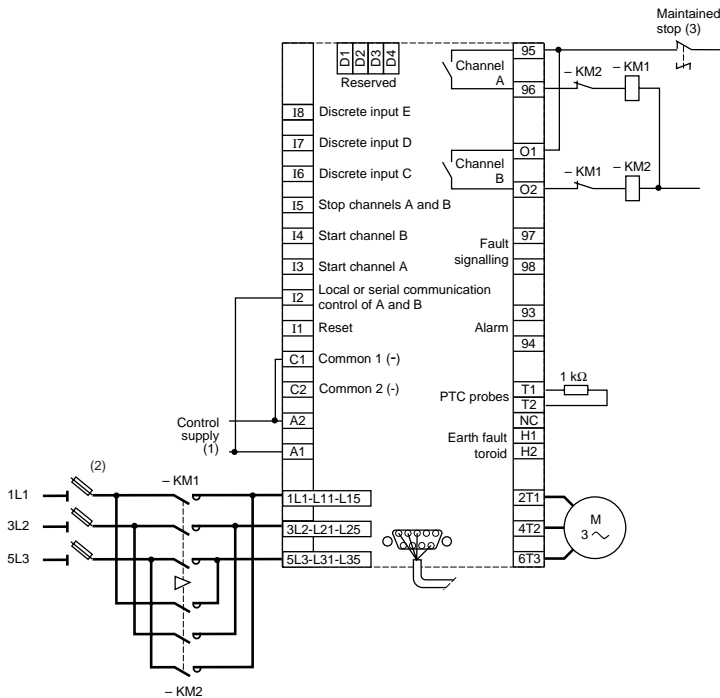 Maintained
stop (3)
D1
D2
D3
D4
Reserved
95
Channel
A
96
– KM2
– KM1
I8 Discrete input E
I7 Discrete input D
I6 Discrete input C
O1
Channel
B
O2
– KM1
– KM2
I5 Stop channels A and B
I4 Start channel B
97
Fault
signalling
98
I3 Start channel A
I2 Local or serial communication
control of A and B
93
I1 Reset
Alarm
94
C1 Common 1 (-)
C2 Common 2 (-)
PTC probes
T1
1 kΩ
T2
Control
supply
(1)
A2
A1
NC
Earth fault
toroid
H1
H2
(2)
– KM1
1L1
1L1-L11-L15
2T1
3L2
3L2-L21-L25
4T2
M
3
5L3
5L3-L31-L35
6T3
– KM2